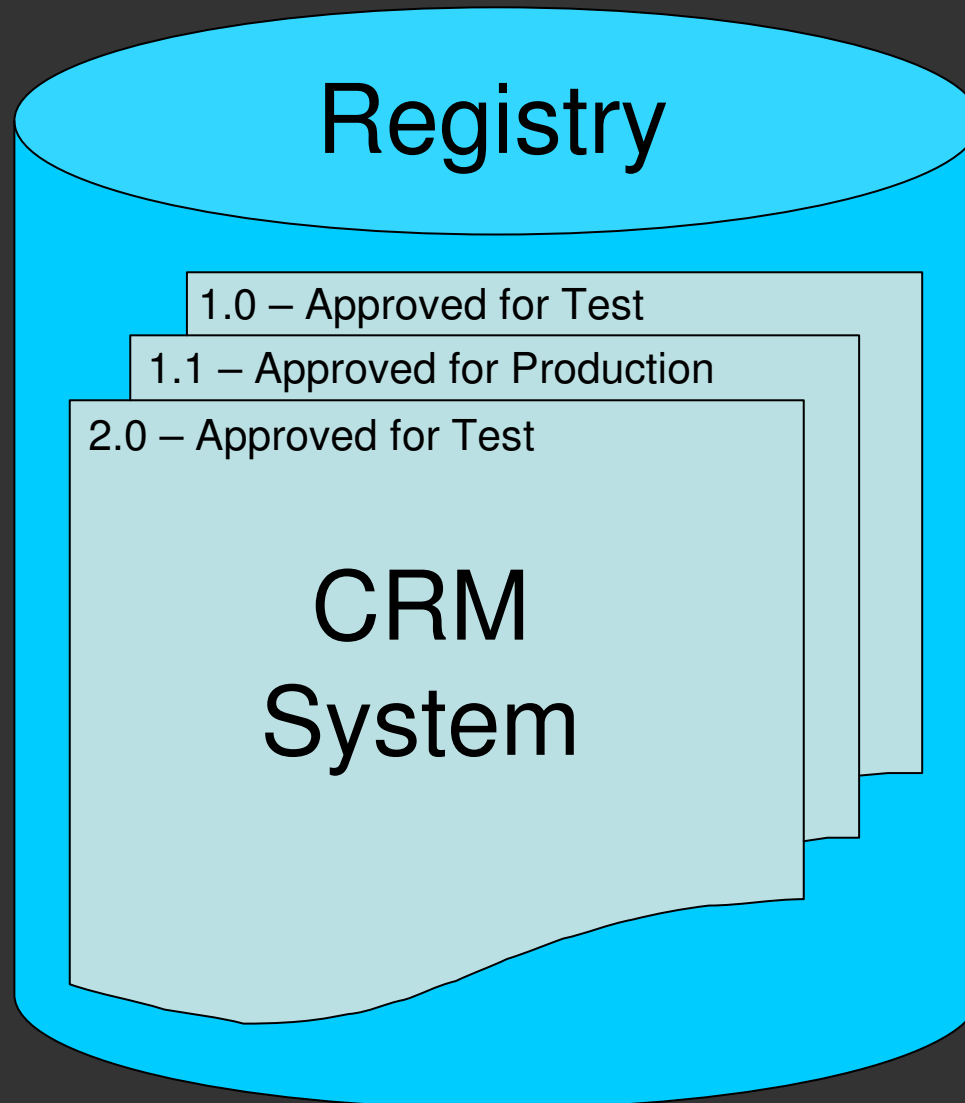 Registry
1.0 – Approved for Test
1.1 – Approved for Production
2.0 – Approved for Test
CRM
System